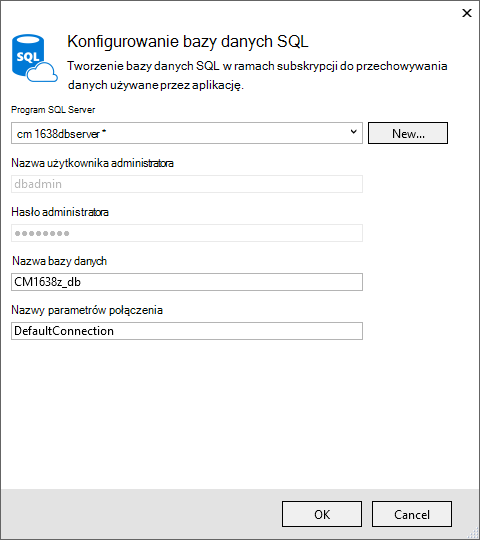 Konfigurowanie bazy danych SQL
SQL
Tworzenie bazy danych SQL w ramach subskrypcji do przechowywania
danych używane przez aplikację.
Program SQL Server
cm 1638dbserver*
New...
Nazwa użytkownika administratora
dbadmin
Hasło administratora
Nazwa bazy danych
CM1638z_db
Nazwy parametrów połączenia
DefaultConnection
OK
Cancel